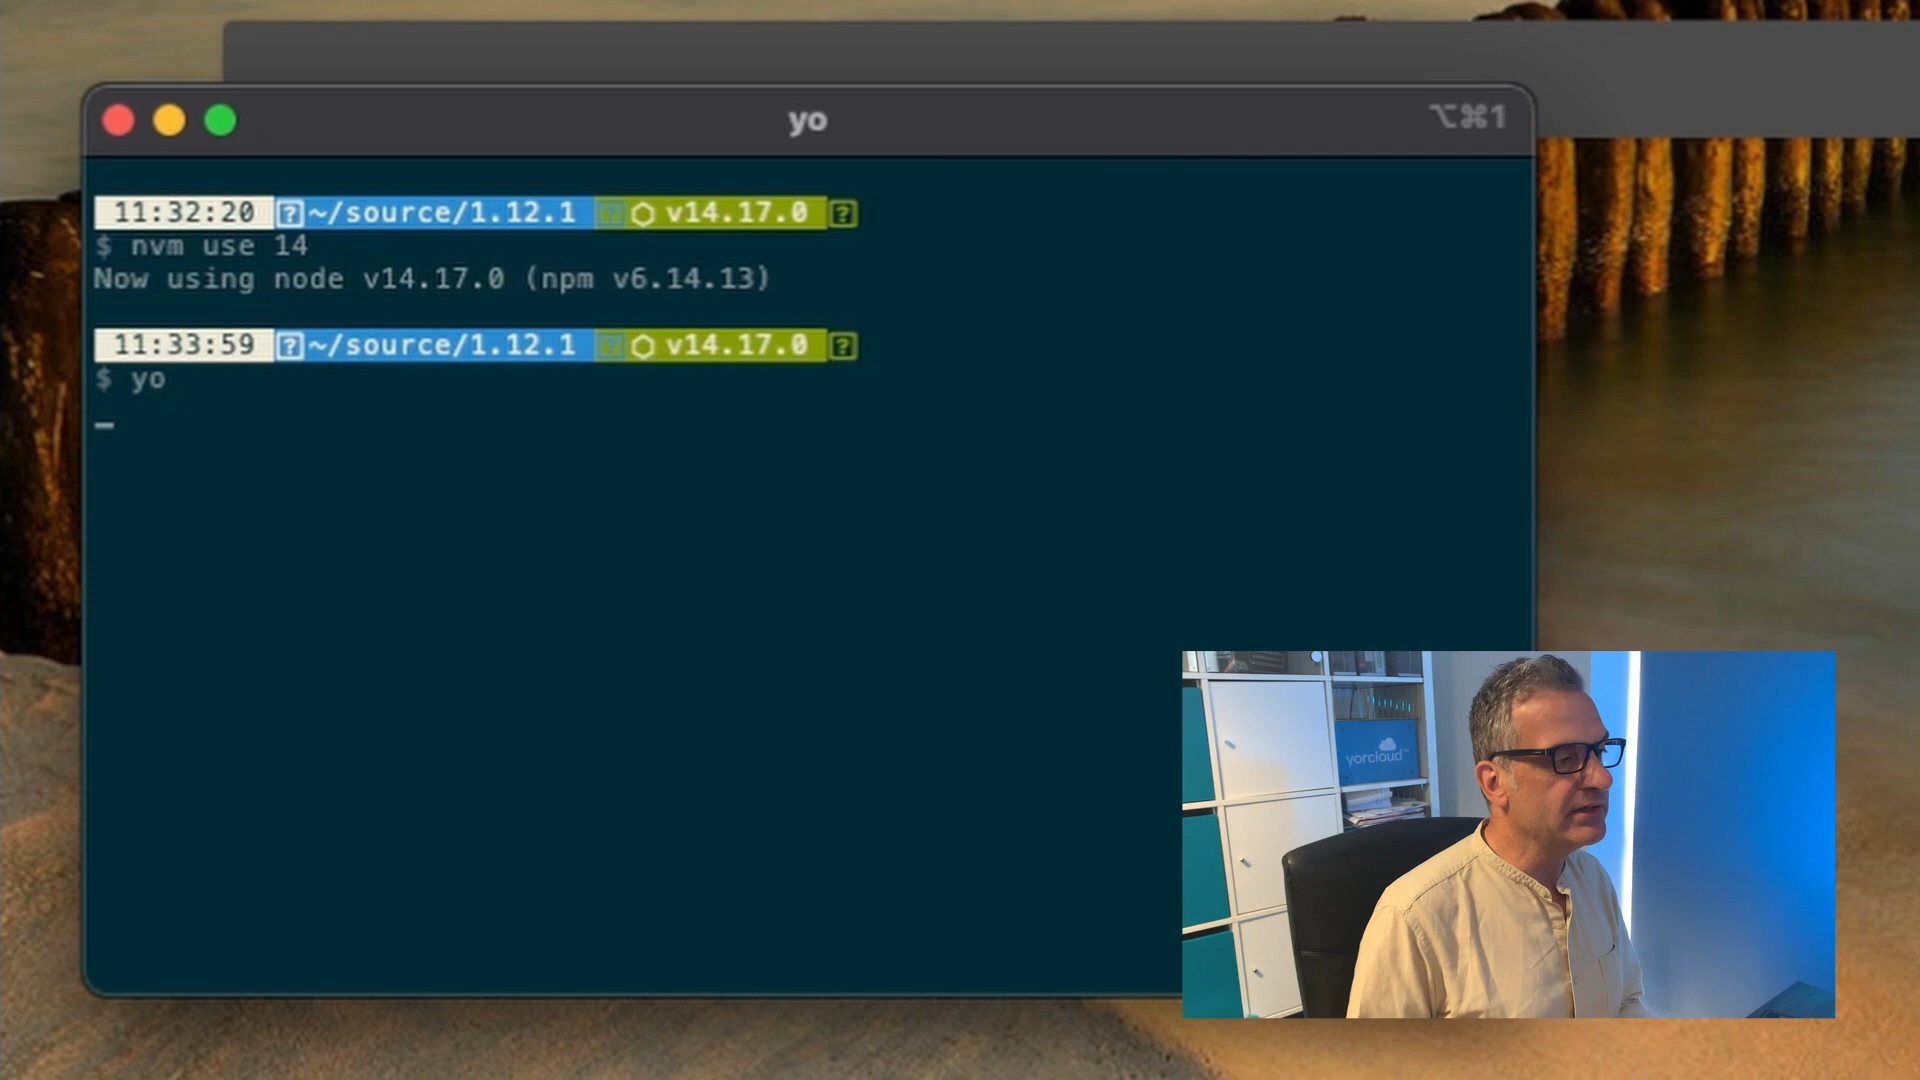 yo
⌥⌘1
11:32:20 ~/source/1.12.1 v14.17.0
$ nvm use 14
Now using node v14.17.0 (npm v6.14.13)
11:33:59 ~/source/1.12.1 v14.17.0
$ yo
yorcloud™